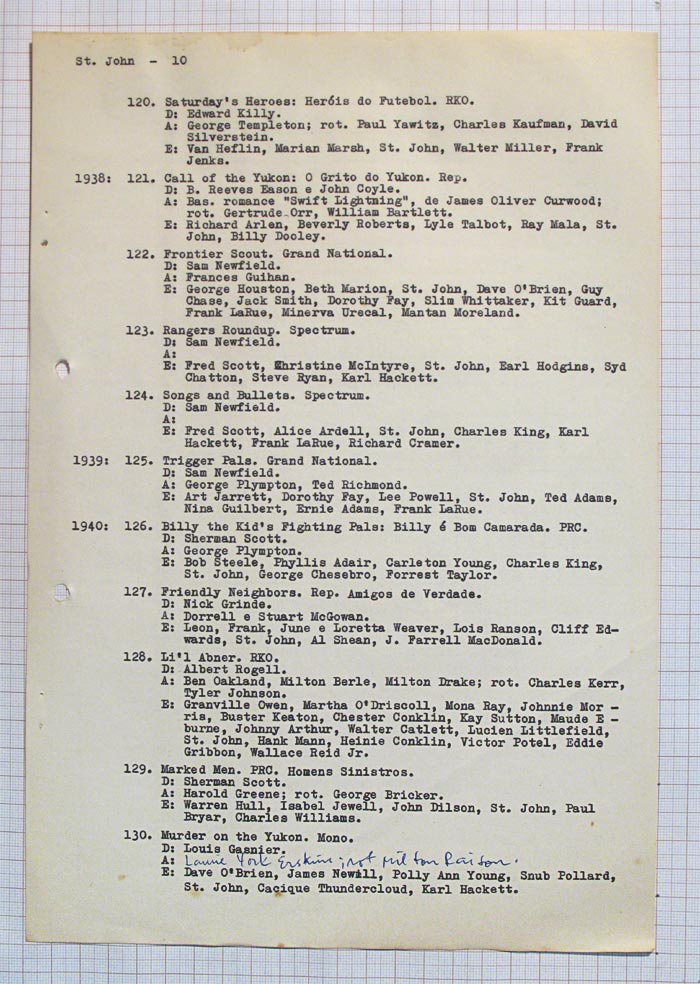 St. John - 10
120. Saturday's Heroes: Heróis do Futebol. RKO.
D: Edward Killy.
A: George Templeton; rot. Paul Yawitz, Charles Kaufman, David
Silverstein.
E: Van Heflin, Marian Marsh, St. John, Walter Miller, Frank
Jenks.
1938: 121. Call of the Yukon: O Grito do Yukon. Rep.
D: B. Reeves Eason e John Coyle.
A: Bas. romance "Swift Lightning", de James Oliver Curwood;
rot. Gertrude Orr, William Bartlett.
E: Richard Arlen, Beverly Roberts, Lyle Talbot, Ray Mala, St.
John, Billy Dooley.
122. Frontier Scout. Grand National.
D: Sam Newfield.
A: Frances Guihan.
E: George Houston, Beth Marion, St. John, Dave O'Brien, Guy
Chase, Jack Smith, Dorothy Fay, Slim Whittaker, Kit Guard,
Frank LaRue, Minerva Urecal, Mantan Moreland.
123. Rangers Roundup. Spectrum.
D: Sam Newfield.
A:
E: Fred Scott, Christine McIntyre, St. John, Earl Hodgins, Syd
Chatton, Steve Ryan, Karl Hackett.
124. Songs and Bullets. Spectrum.
D: Sam Newfield.
A:
E: Fred Scott, Alice Ardell, St. John, Charles King, Karl
Hackett, Frank LaRue, Richard Cramer.
1939: 125. Trigger Pals. Grand National.
D: Sam Newfield.
A: George Plympton, Ted Richmond.
E: Art Jarrett, Dorothy Fay, Lee Powell, St. John, Ted Adams,
Nina Guilbert, Ernie Adams, Frank LaRue.
1940: 126. Billy the Kid's Fighting Pals: Billy é Bom Camarada. PRC.
D: Sherman Scott.
A: George Plympton.
E: Bob Steele, Phyllis Adair, Carleton Young, Charles King,
St. John, George Chesebro, Forrest Taylor.
127. Friendly Neighbors. Rep. Amigos de Verdade.
D: Nick Grinde.
A: Dorrell e Stuart McGowan.
E: Leon, Frank, June e Loretta Weaver, Lois Ranson, Cliff Ed-
wards, St. John, Al Shean, J. Farrell MacDonald.
128. Li'l Abner. RKO.
D: Albert Rogell.
A: Ben Oakland, Milton Berle, Milton Drake; rot. Charles Kerr,
Tyler Johnson.
E: Granville Owen, Martha O'Driscoll, Mona Ray, Johnnie Mor -
ris, Buster Keaton, Chester Conklin, Kay Sutton, Maude E -
burne, Johnny Arthur, Walter Catlett, Lucien Littlefield,
St. John, Hank Mann, Heinie Conklin, Victor Potel, Eddie
Gribbon, Wallace Reid Jr.
129. Marked Men. PRC. Homens Sinistros.
D: Sherman Scott.
A: Harold Greene; rot. George Bricker.
E: Warren Hull, Isabel Jewell, John Dilson, St. John, Paul
Bryar, Charles Williams.
130. Murder on the Yukon. Mono.
D: Louis Gasnier.
A: Laurie York Erskine; rot Milton Raison.
E: Dave O'Brien, James Newill, Polly Ann Young, Snub Pollard,
St. John, Cacique Thundercloud, Karl Hackett.